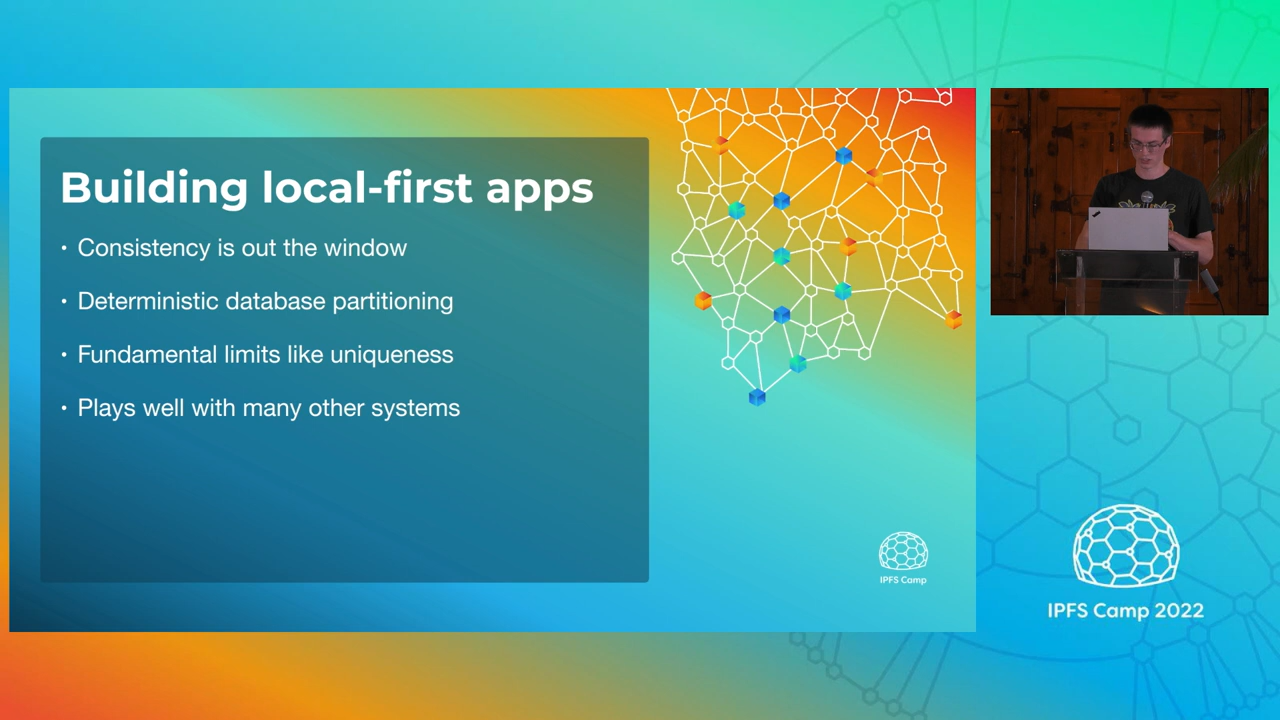 Building local-first apps
• Consistency is out the window
• Deterministic database partitioning
• Fundamental limits like uniqueness
• Plays well with many other systems
IPFS Camp
IPFS Camp 2022